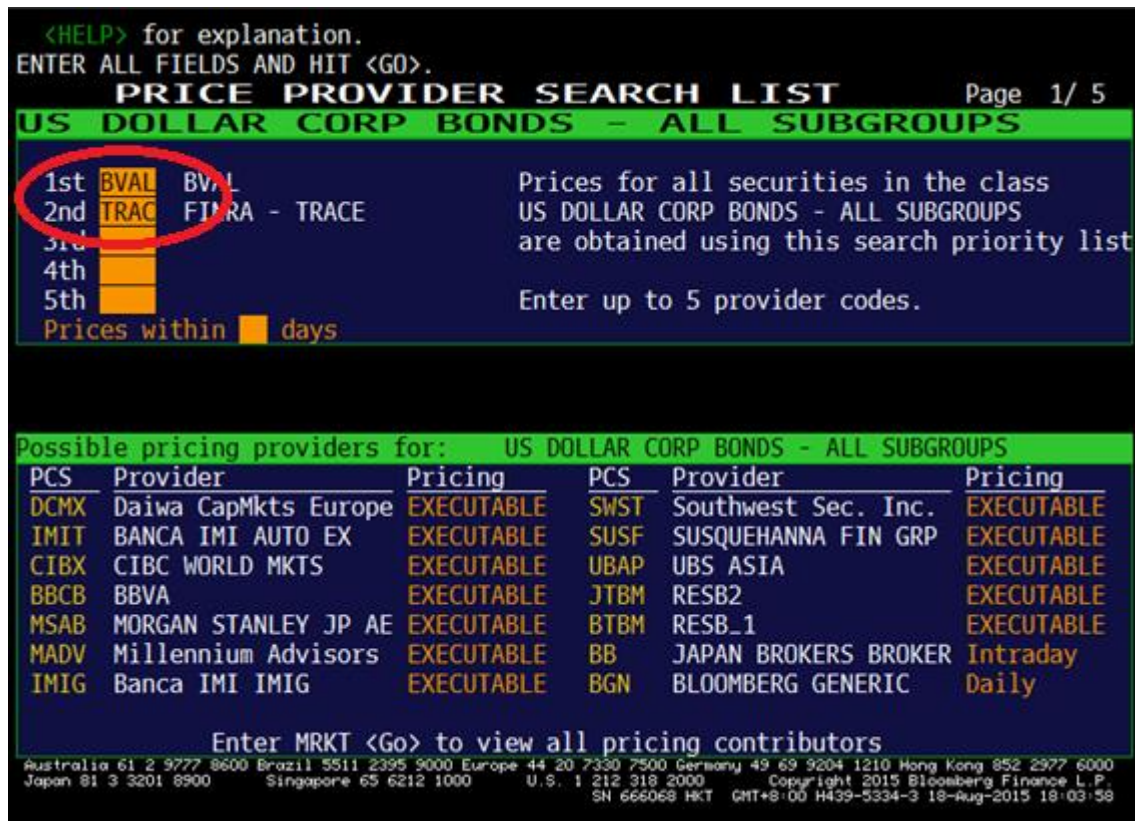 <HELP> for explanation.
ENTER ALL FIELDS AND HIT <GO>.
PRICE PROVIDER SEARCH LIST Page 1/ 5
US DOLLAR CORP BONDS - ALL SUBGROUPS
1st BVAL BVAL Prices for all securities in the class
2nd TRAC FINRA - TRACE US DOLLAR CORP BONDS - ALL SUBGROUPS
3rd are obtained using this search priority list
4th
5th Enter up to 5 provider codes.
Prices within days
Possible pricing providers for: US DOLLAR CORP BONDS - ALL SUBGROUPS
PCS Provider Pricing PCS Provider Pricing
DCMX Daiwa CapMkts Europe EXECUTABLE SWST Southwest Sec. Inc. EXECUTABLE
IMIT BANCA IMI AUTO EX EXECUTABLE SUSF SUSQUEHANNA FIN GRP EXECUTABLE
CIBX CIBC WORLD MKTS EXECUTABLE UBAP UBS ASIA EXECUTABLE
BBCB BBVA EXECUTABLE JTBM RESB2 EXECUTABLE
MSAB MORGAN STANLEY JP AE EXECUTABLE BTBM RESB_1 EXECUTABLE
MADV Millennium Advisors EXECUTABLE BB JAPAN BROKERS BROKER Intraday
IMIG Banca IMI IMIG EXECUTABLE BGN BLOOMBERG GENERIC Daily
Enter MRKT <Go> to view all pricing contributors
Australia 61 2 9777 8600 Brazil 5511 2395 9000 Europe 44 20 7330 7500 Germany 49 69 9204 1210 Hong Kong 852 2977 6000
Japan 81 3 3201 8900 Singapore 65 6212 1000 U.S. 1 212 318 2000 Copyright 2015 Bloomberg Finance L.P.
SN 666068 HKT GMT+8:00 H439-5334-3 18-Aug-2015 18:03:58